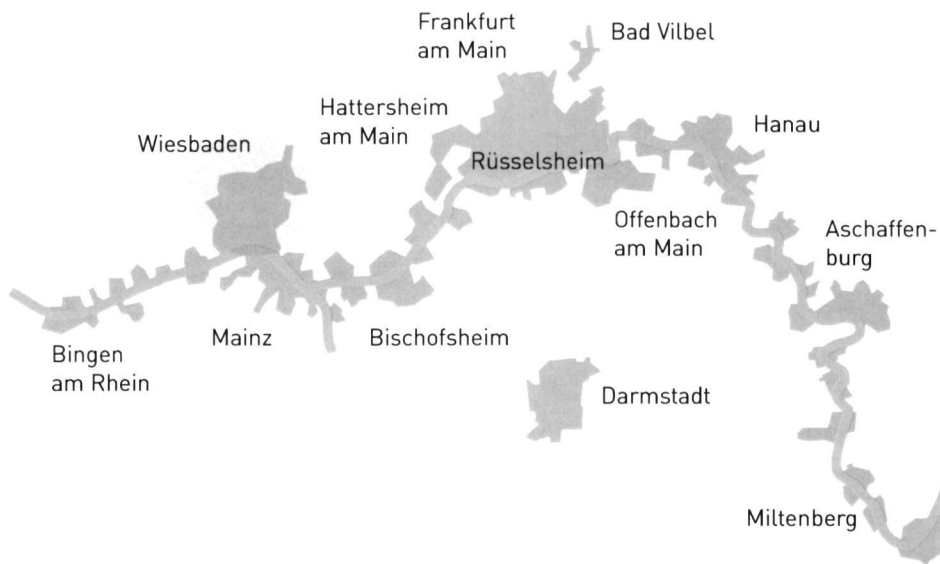 Frankfurt
am Main
Bad Vilbel
Hattersheim
am Main
Hanau
Wiesbaden
Rüsselsheim
Offenbach
am Main
Aschaffen-
burg
Mainz
Bischofsheim
Bingen
am Rhein
Darmstadt
Miltenberg